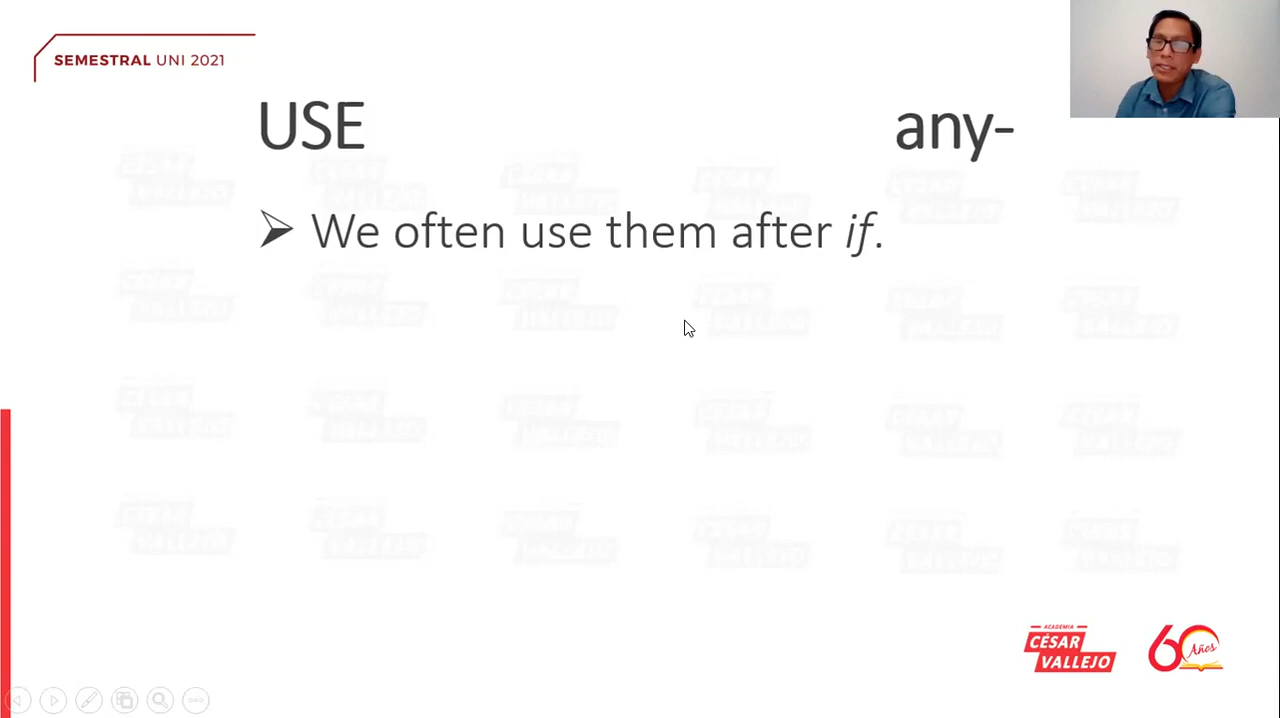 SEMESTRAL UNI 2021
USE any-
➢ We often use them after if.
ACADEMIA
CÉSAR
VALLEJO
60 Años